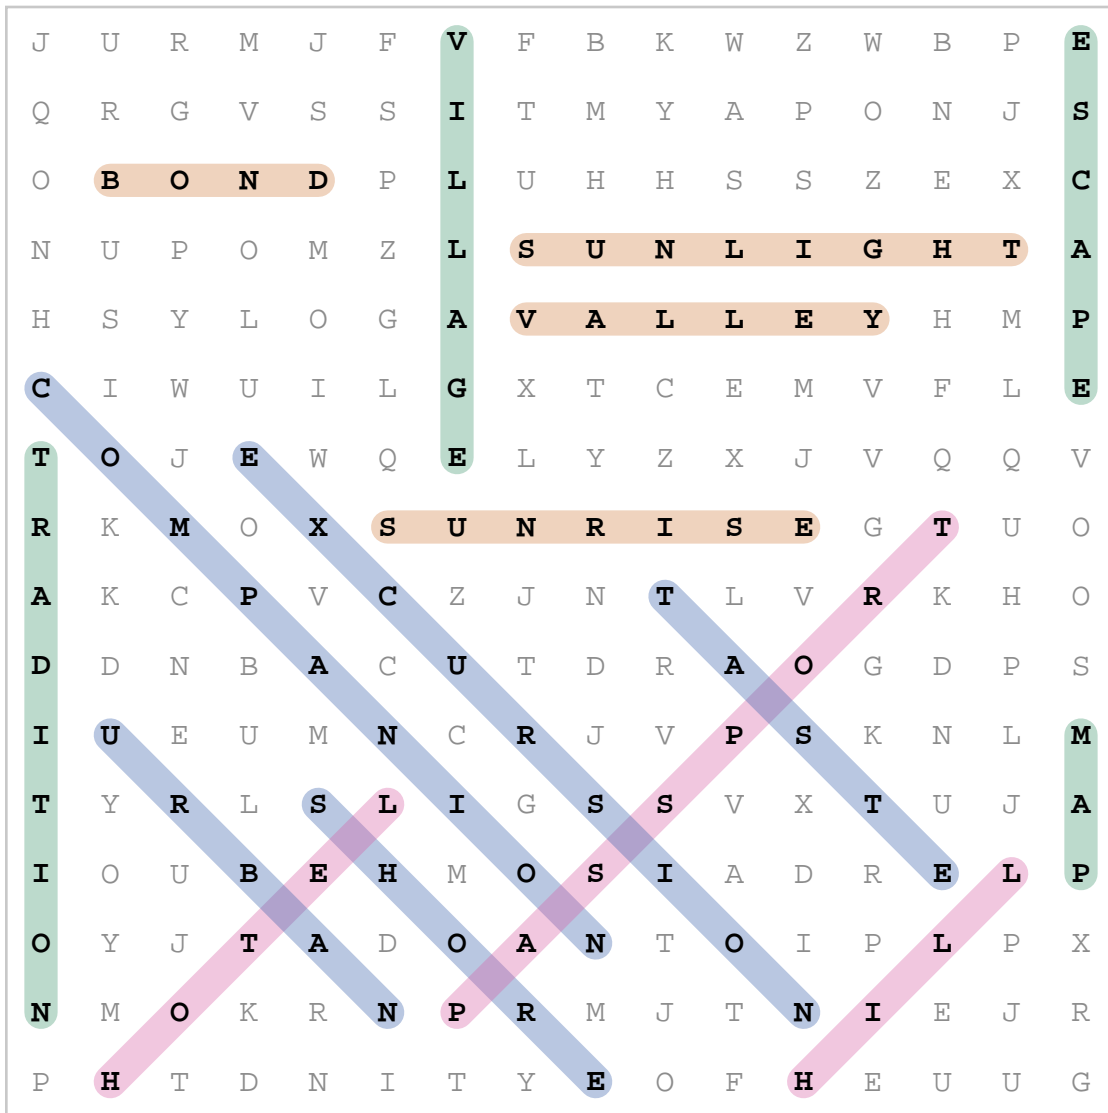 J U R M J F V F B K W Z W B P E
Q R G V S S I T M Y A P O N J S
O B O N D P L U H H S S Z E X C
N U P O M Z L S U N L I G H T A
H S Y L O G A V A L L E Y H M P
C I W U I L G X T C E M V F L E
T O J E W Q E L Y Z X J V Q Q V
R K M O X S U N R I S E G T U O
A K C P V C Z J N T L V R K H O
D D N B A C U T D R A O G D P S
I U E U M N C R J V P S K N L M
T Y R L S L I G S S V X T U J A
I O U B E H M O S I A D R E L P
O Y J T A D O A N T O I P L P X
N M O K R N P R M J T N I E J R
P H T D N I T Y E O F H E U U G